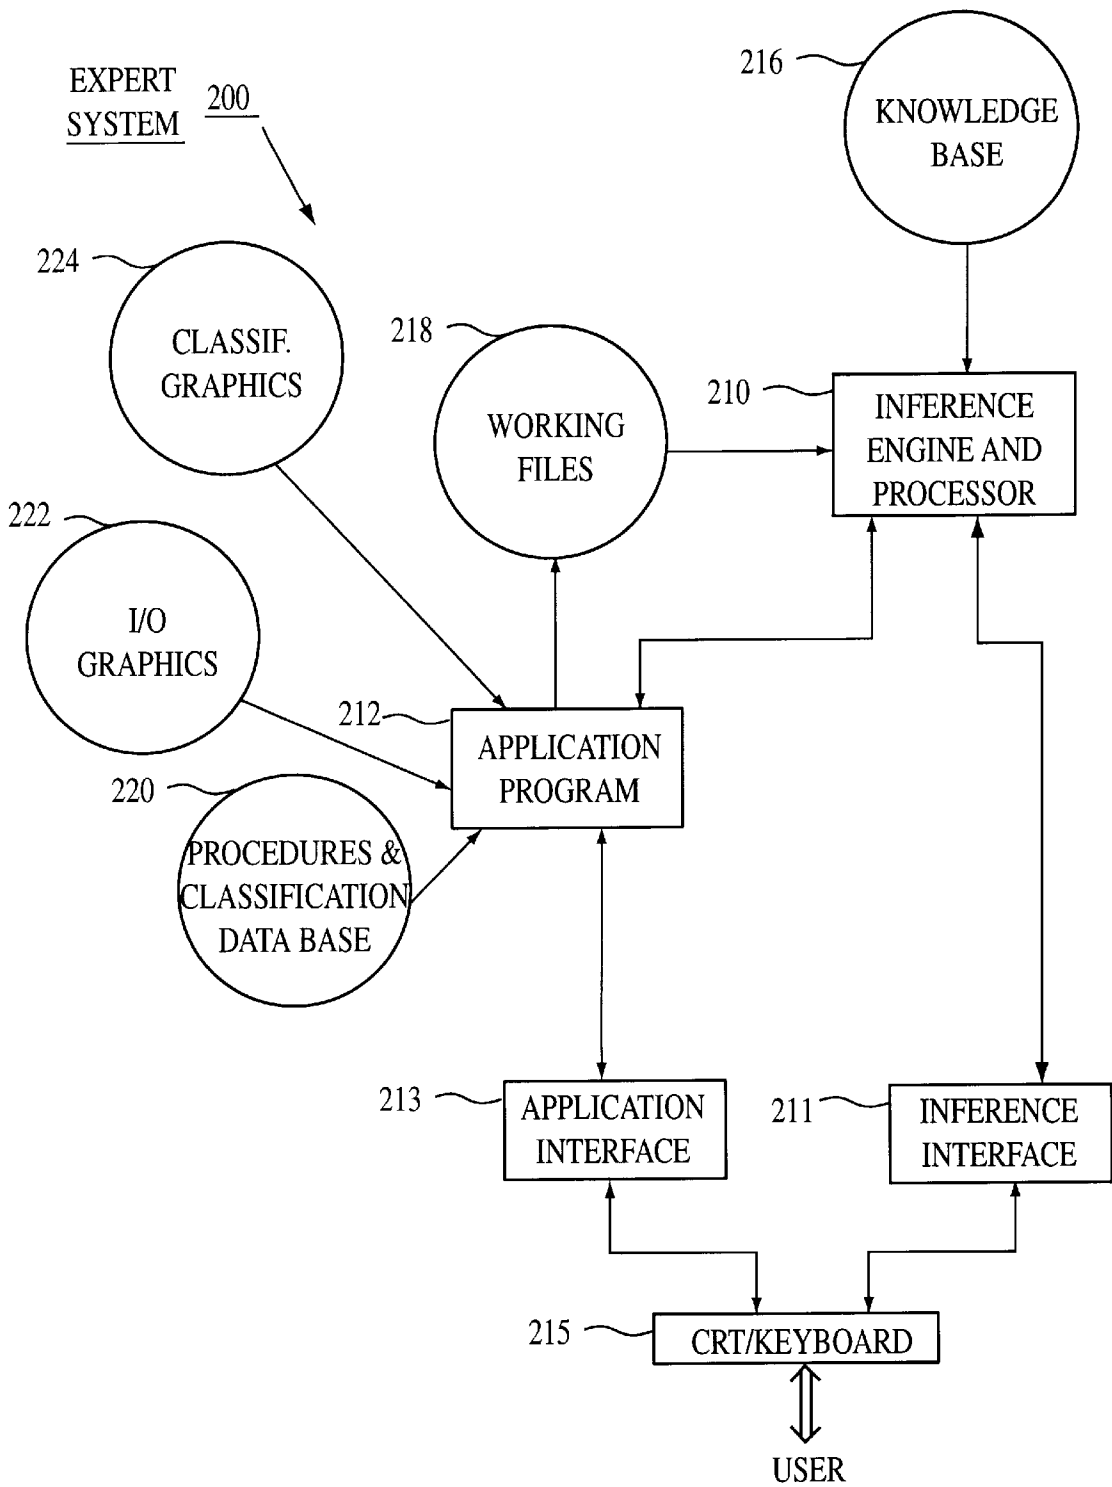 EXPERT
SYSTEM 200
216
KNOWLEDGE
BASE
224
CLASSIF.
GRAPHICS
218
WORKING
FILES
210
INFERENCE
ENGINE AND
PROCESSOR
222
I/O
GRAPHICS
212
APPLICATION
PROGRAM
220
PROCEDURES &
CLASSIFICATION
DATA BASE
213
APPLICATION
INTERFACE
211
INFERENCE
INTERFACE
215
CRT/KEYBOARD
USER